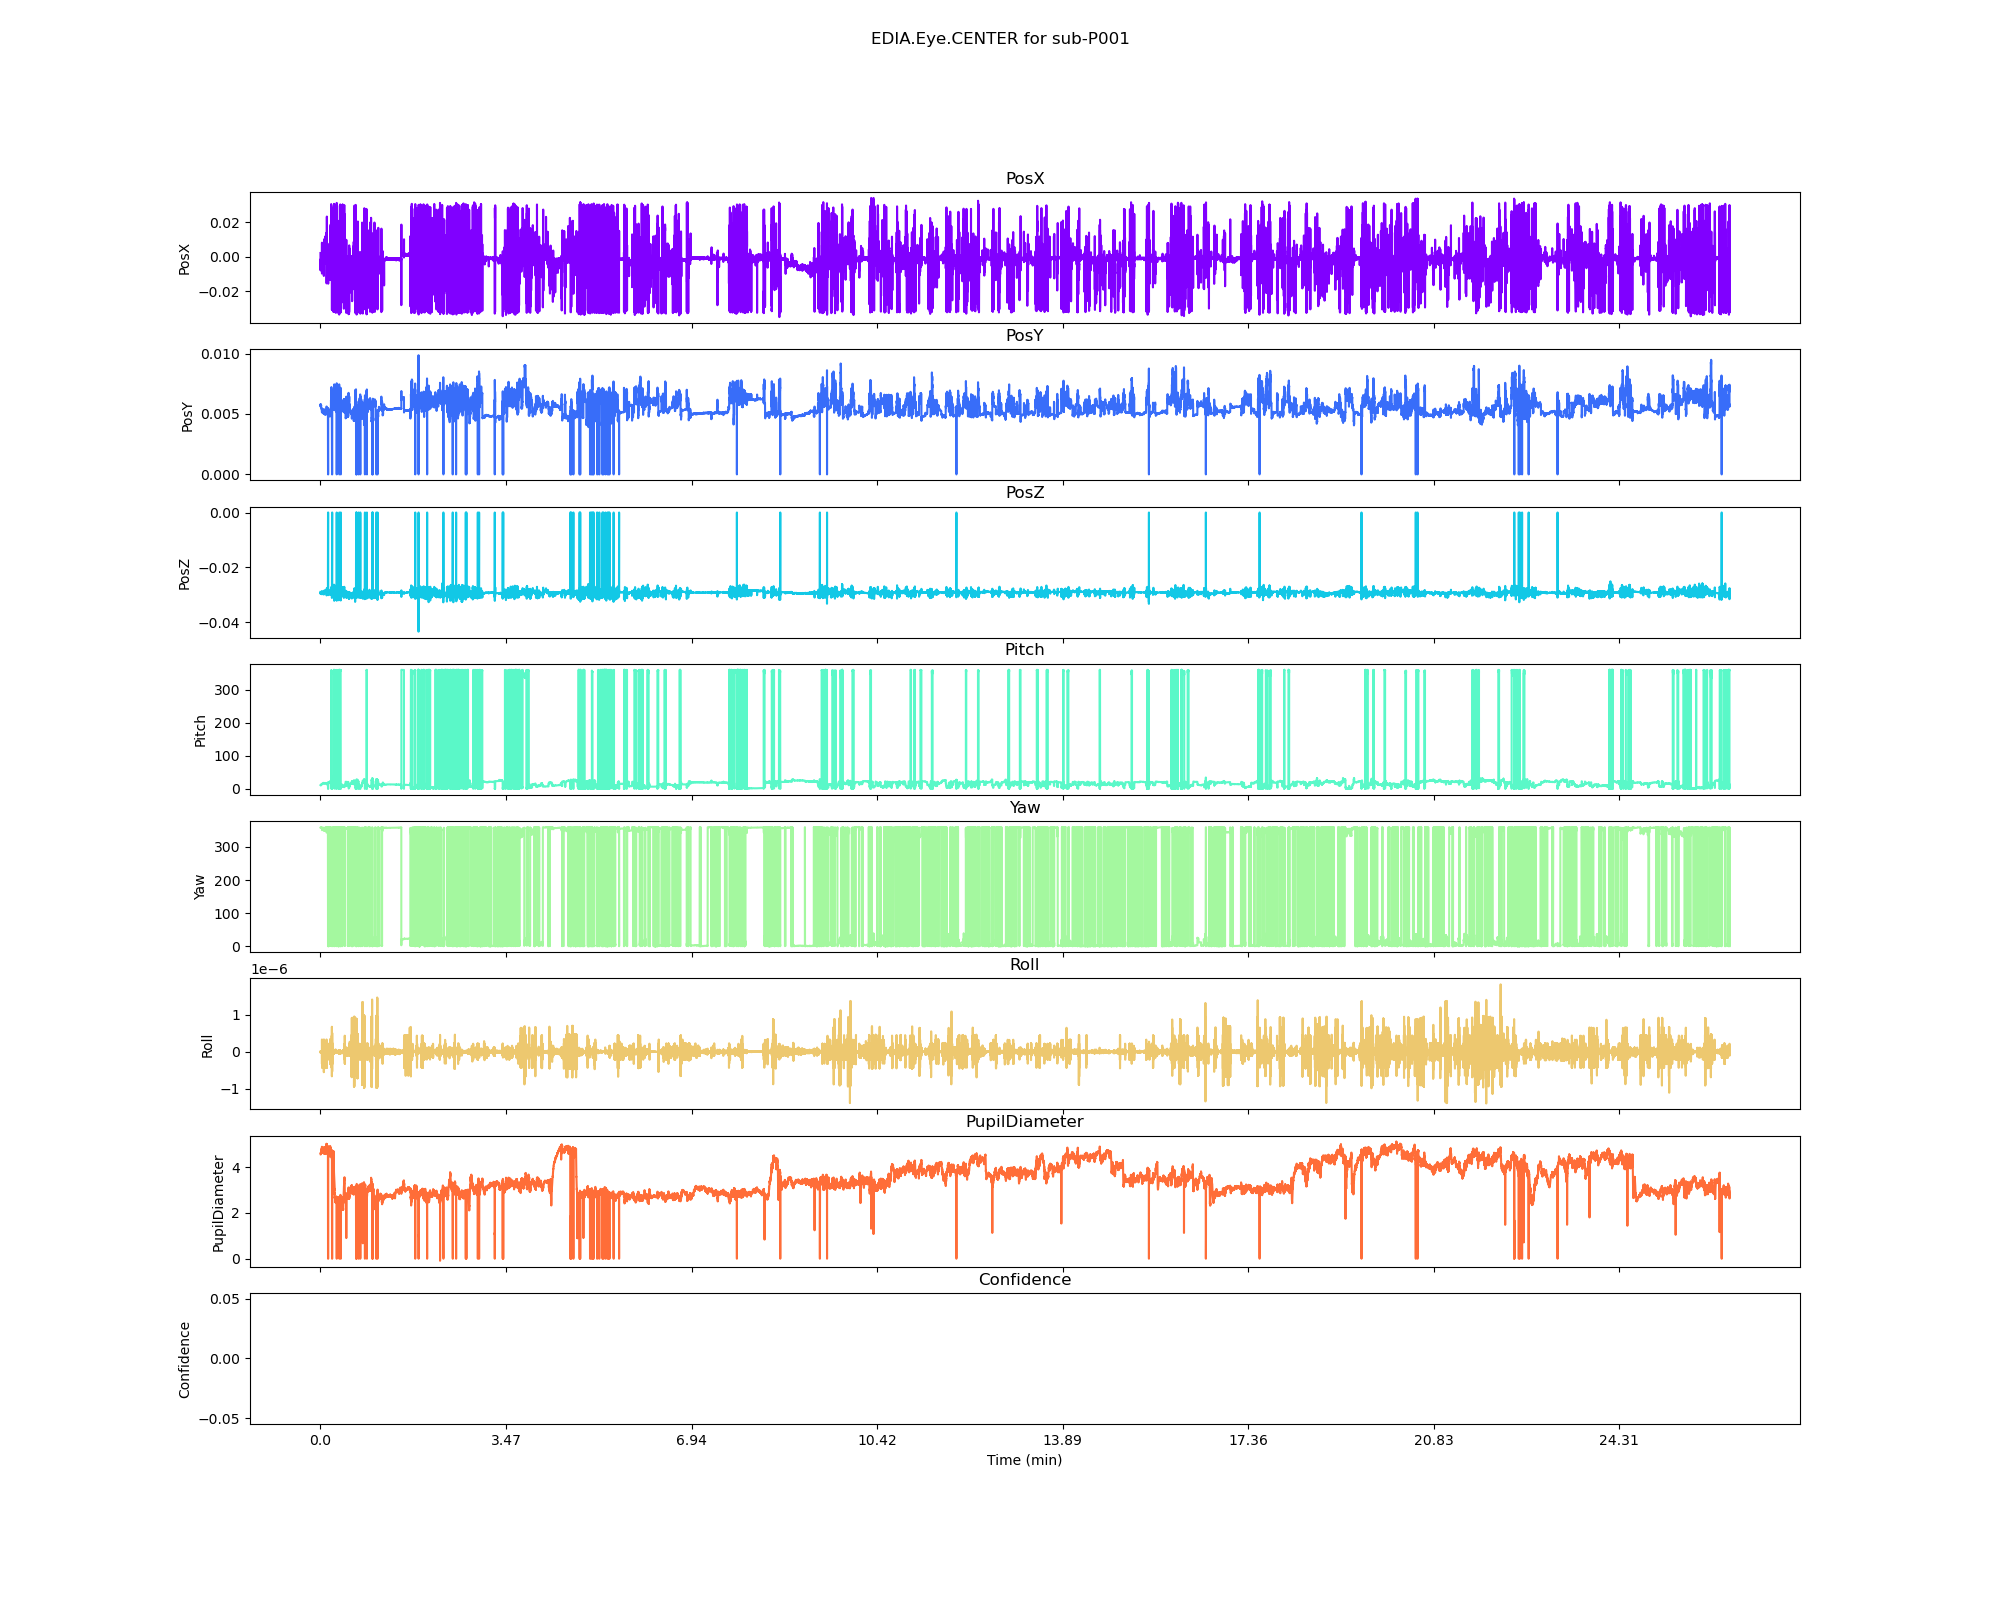 EDIA.Eye.CENTER for sub-P001
PosX
PosX
0.02
0.00
−0.02
PosY
PosY
0.010
0.005
0.000
PosZ
PosZ
0.00
−0.02
−0.04
Pitch
Pitch
300
200
100
0
Yaw
Yaw
300
200
100
0
1e−6
Roll
Roll
1
0
−1
PupilDiameter
PupilDiameter
4
2
0
Confidence
Confidence
0.05
0.00
−0.05
0.0 3.47 6.94 10.42 13.89 17.36 20.83 24.31
Time (min)